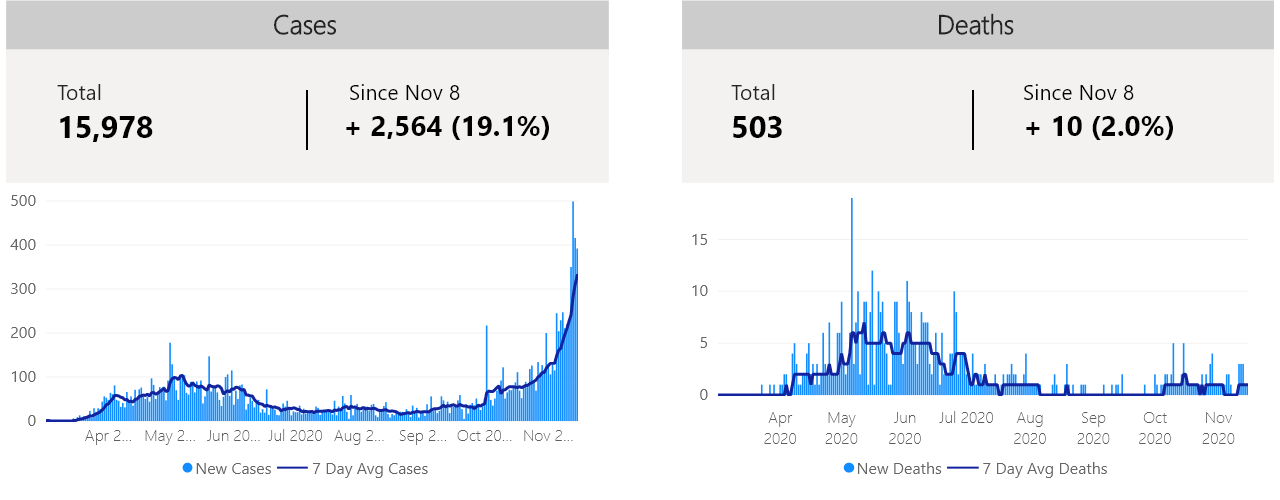 Cases
Total
15,978
Since Nov 8
+ 2,564 (19.1%)
500
400
300
200
100
0
Apr 2... May 2... Jun 20... Jul 2020 Aug 2... Sep 2... Oct 20... Nov 2...
New Cases 7 Day Avg Cases
Deaths
Total
503
Since Nov 8
+ 10 (2.0%)
15
10
5
0
Apr May Jun Jul 2020 Aug Sep Oct Nov
2020 2020 2020 2020 2020 2020 2020
New Deaths 7 Day Avg Deaths